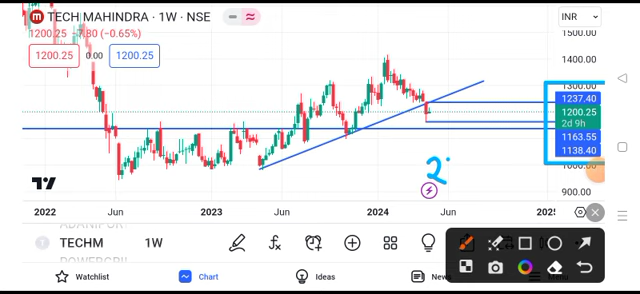 TECH MAHINDRA · 1W · NSE
INR
1200.25 −7.80 (−0.65%)
1200.25 0.00 1200.25
1500.00
1400.00
1300.00
1237.40
1200.25
2d 9h
1163.55
1138.40
1000.00
900.00
2022 Jun 2023 Jun 2024 Jun
TECHM 1W
Watchlist Chart Ideas News